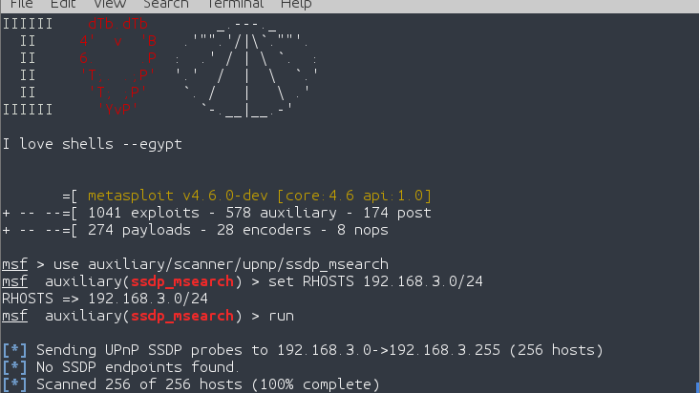 File Edit View Search Terminal Help
IIIIII    dTb.dTb        _.---._
  II     4'  v  'B   .'"".'/|\`.""'.
  II     6.     .P  :  .' / | \ `.  :
  II     'T. .P'  '.'  /  |  \  `.'
  II      'T. .P'     `. /   |   \ .'
IIIIII    'YvP'         `-.__|__.-'
I love shells --egypt
=[ metasploit v4.6.0-dev [core:4.6 api:1.0]
+ -- --=[ 1041 exploits - 578 auxiliary - 174 post
+ -- --=[ 274 payloads - 28 encoders - 8 nops
msf > use auxiliary/scanner/upnp/ssdp_msearch
msf  auxiliary(ssdp_msearch) > set RHOSTS 192.168.3.0/24
RHOSTS => 192.168.3.0/24
msf  auxiliary(ssdp_msearch) > run
[*] Sending UPnP SSDP probes to 192.168.3.0->192.168.3.255 (256 hosts)
[*] No SSDP endpoints found.
[*] Scanned 256 of 256 hosts (100% complete)